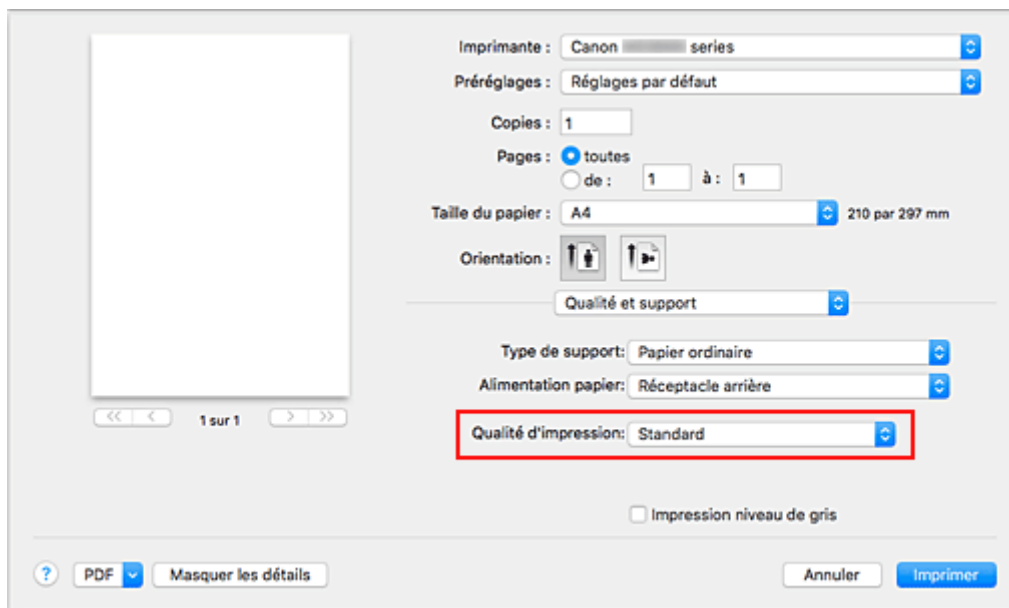 Imprimante : Canon series
Préréglages : Réglages par défaut
Copies : 1
Pages : toutes
de : 1 à : 1
Taille du papier : A4 210 par 297 mm
Orientation :
Qualité et support
Type de support: Papier ordinaire
Alimentation papier: Réceptacle arrière
<< < 1 sur 1 > >>
Qualité d'impression: Standard
Impression niveau de gris
? PDF Masquer les détails Annuler Imprimer